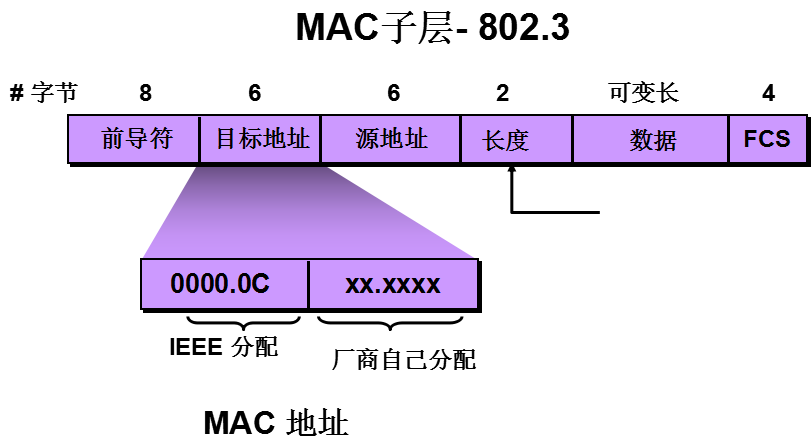 MAC子层- 802.3
# 字节 8 6 6 2 可变长 4
前导符 目标地址 源地址 长度 数据 FCS
0000.0C xx.xxxx
IEEE 分配 厂商自己分配
MAC 地址